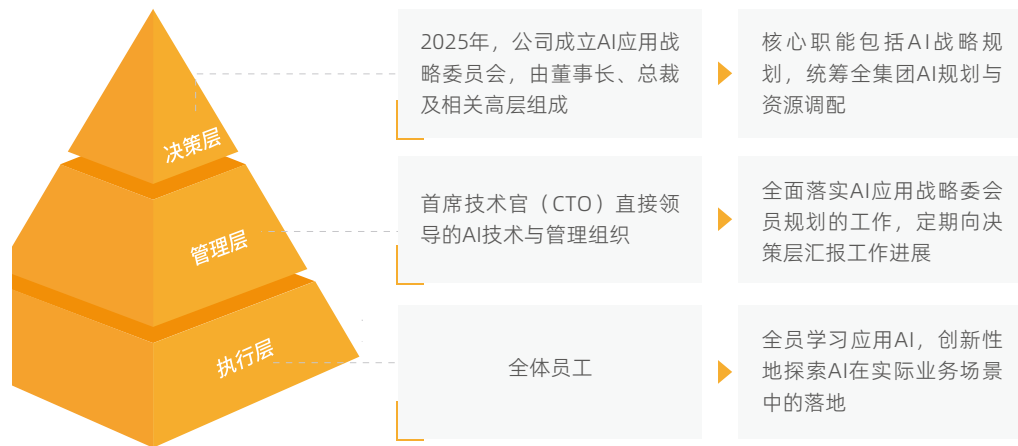 决策层
2025年，公司成立AI应用战
略委员会，由董事长、总裁
及相关高层组成
核心职能包括AI战略规
划，统筹全集团AI规划与
资源调配
管理层
首席技术官（CTO）直接领
导的AI技术与管理组织
全面落实AI应用战略委会
员规划的工作，定期向决
策层汇报工作进展
执行层
全体员工
全员学习应用AI，创新性
地探索AI在实际业务场景
中的落地